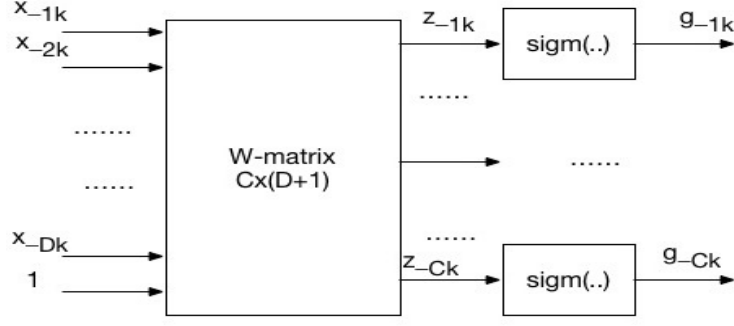 x_1k
x_2k
.......
......
x_Dk
1
W-matrix
Cx(D+1)
z_1k
......
......
z_Ck
sigm(..)
......
sigm(..)
g_1k
g_Ck